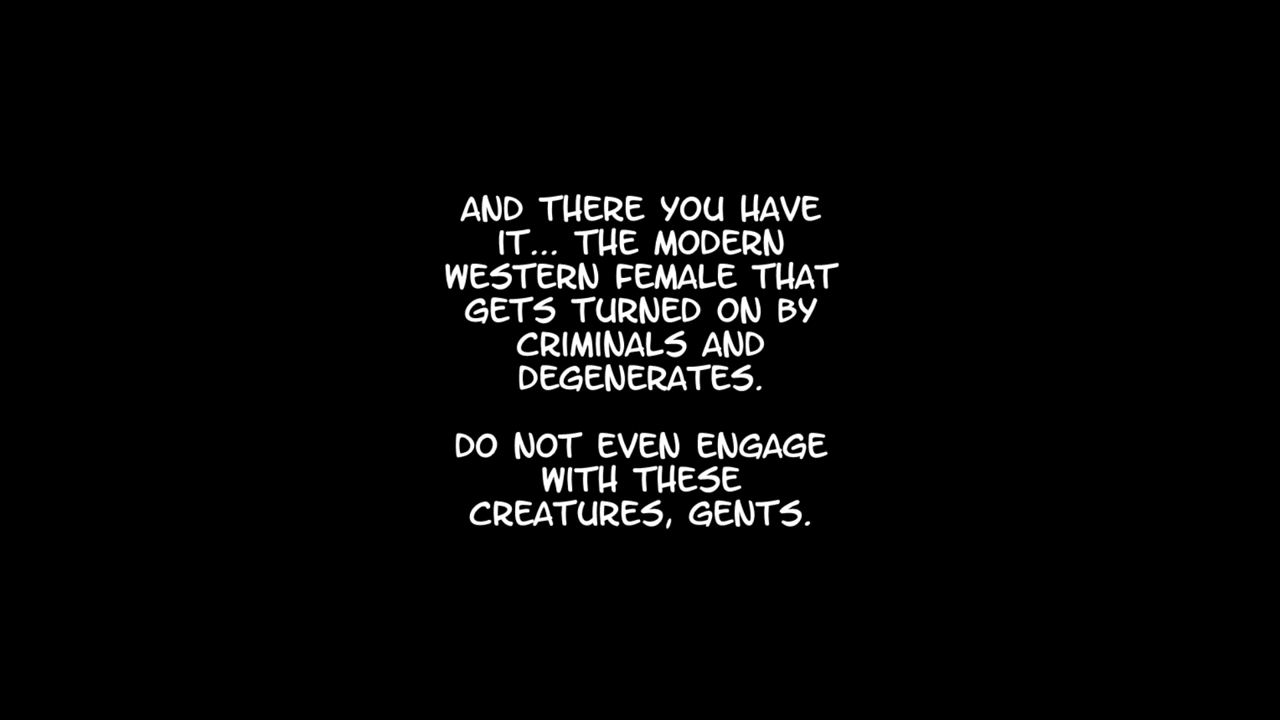 AND THERE YOU HAVE
IT... THE MODERN
WESTERN FEMALE THAT
GETS TURNED ON BY
CRIMINALS AND
DEGENERATES.
DO NOT EVEN ENGAGE
WITH THESE
CREATURES, GENTS.